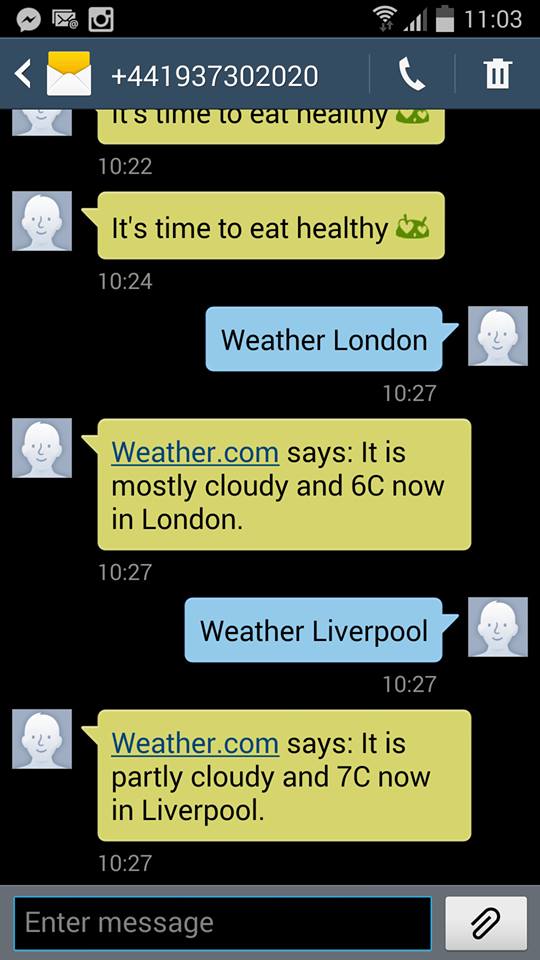 11:03
+441937302020
It's time to eat healthy
10:22
It's time to eat healthy
10:24
Weather London
10:27
Weather.com says: It is
mostly cloudy and 6C now
in London.
10:27
Weather Liverpool
10:27
Weather.com says: It is
partly cloudy and 7C now
in Liverpool.
10:27
Enter message